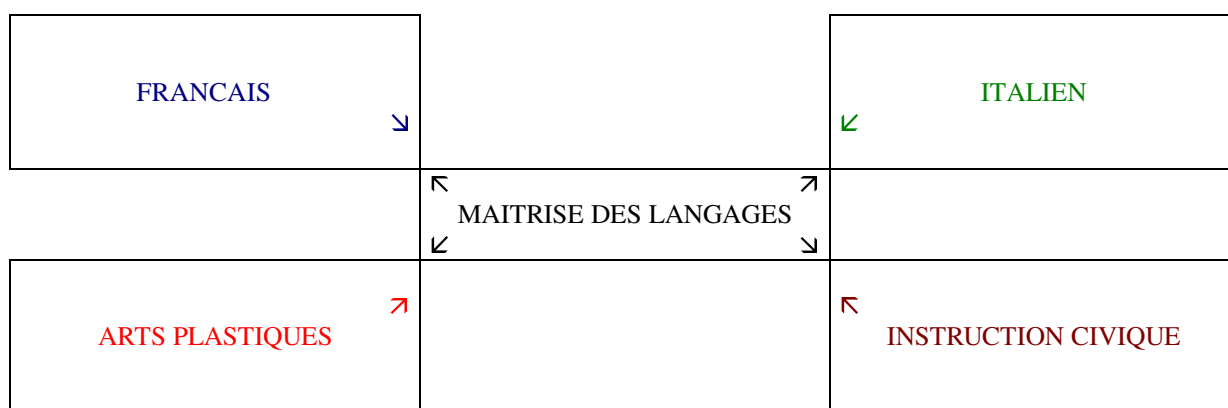 FRANCAIS
ITALIEN
MAITRISE DES LANGAGES
ARTS PLASTIQUES
INSTRUCTION CIVIQUE